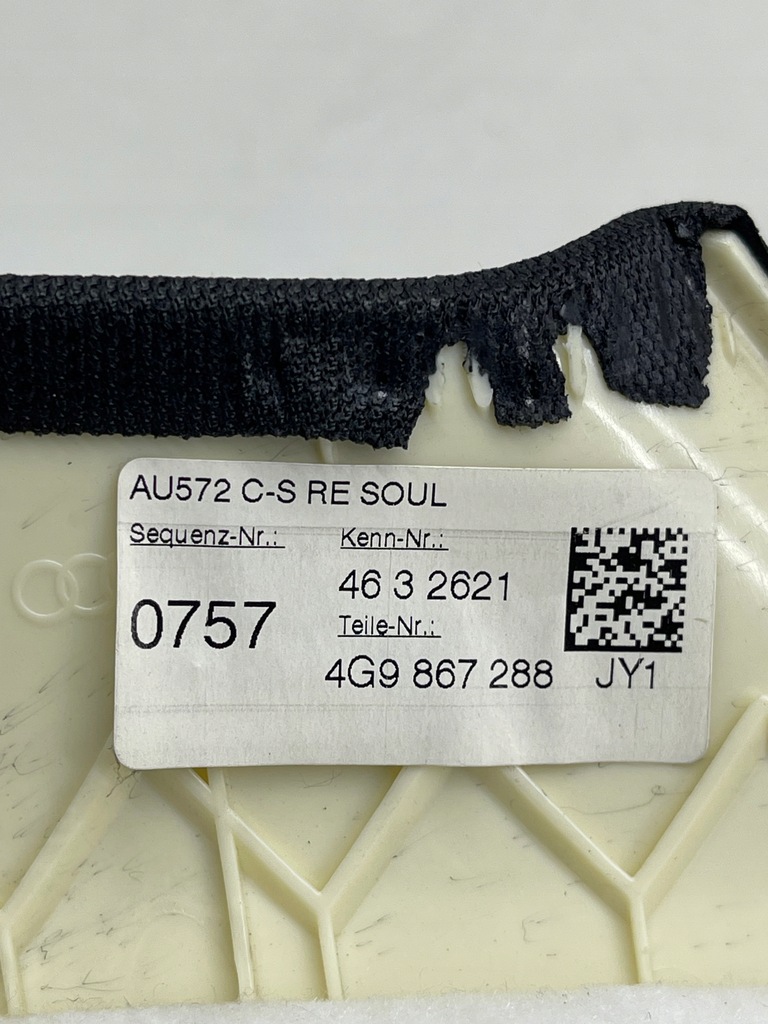 AU572 C-S RE SOUL
Sequenz-Nr.:
0757
Kenn-Nr.:
46 3 2621
Teile-Nr.:
4G9 867 288
JY1